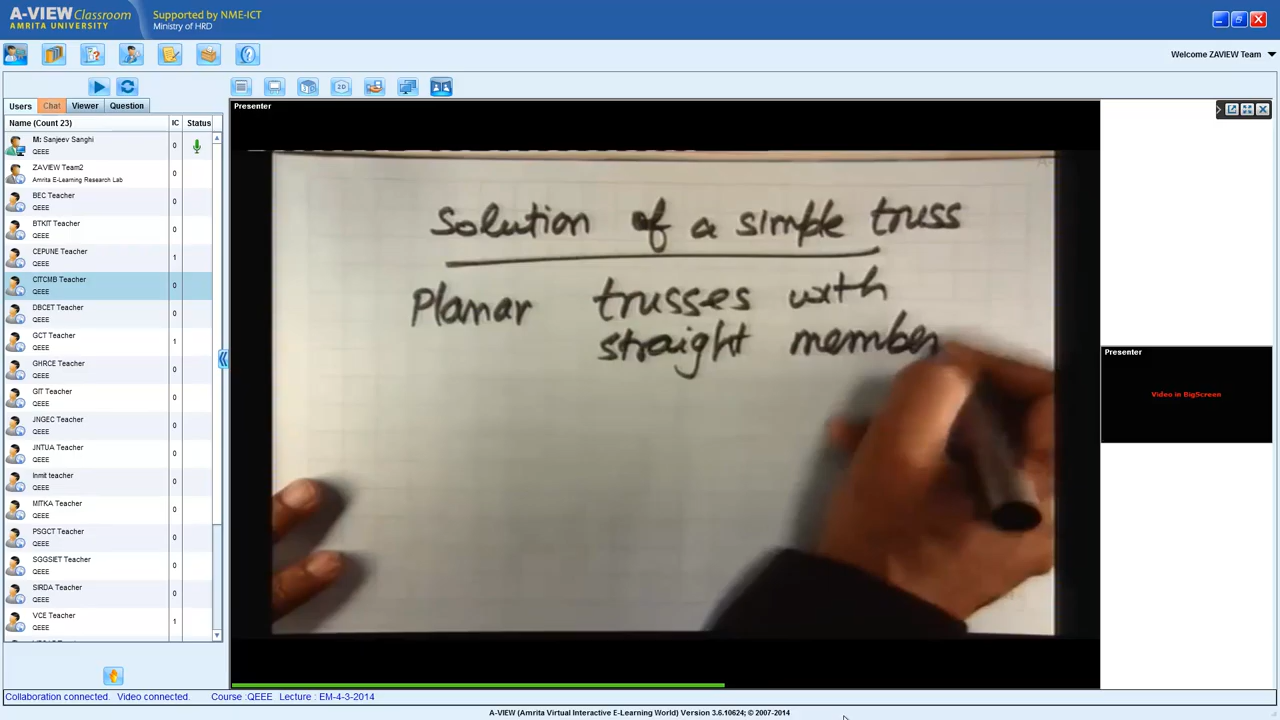 A-VIEW Classroom
AMRITA UNIVERSITY
Supported by NME-ICT
Ministry of HRD
Welcome ZAVIEW Team
Users Chat Viewer Question
Name (Count 23) IC Status
M: Sanjeev Sanghi
QEEE
0
ZAVIEW Team2
Amrita E-Learning Research Lab
0
BEC Teacher
QEEE
0
BTKIT Teacher
QEEE
0
CEPUNE Teacher
QEEE
1
CITCMB Teacher
QEEE
0
DBCET Teacher
QEEE
0
GCT Teacher
QEEE
1
GHRCE Teacher
QEEE
0
GIT Teacher
QEEE
0
JNGEC Teacher
QEEE
0
JNTUA Teacher
QEEE
0
Inmit teacher
QEEE
0
MITKA Teacher
QEEE
0
PSGCT Teacher
QEEE
0
SGGSIET Teacher
QEEE
0
SIRDA Teacher
QEEE
0
VCE Teacher
QEEE
1
2D
Presenter
Solution of a simple truss
Planar trusses with
straight member
Presenter
Video in BigScreen
Collaboration connected. Video connected. Course :QEEE Lecture : EM-4-3-2014
A-VIEW (Amrita Virtual Interactive E-Learning World) Version 3.6.10624; © 2007-2014